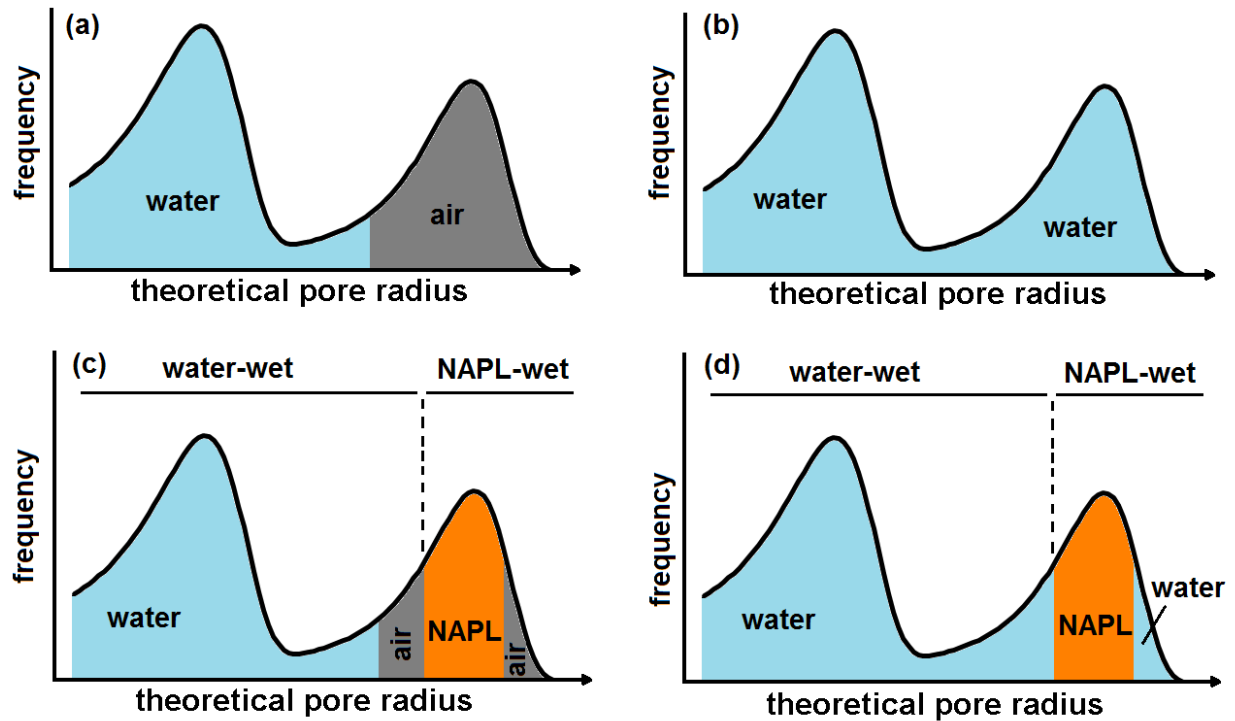 (a)
frequency
water
air
theoretical pore radius
(b)
frequency
water
water
theoretical pore radius
(c)
water-wet
NAPL-wet
frequency
water
air
NAPL
air
theoretical pore radius
(d)
water-wet
NAPL-wet
frequency
water
NAPL
water
theoretical pore radius